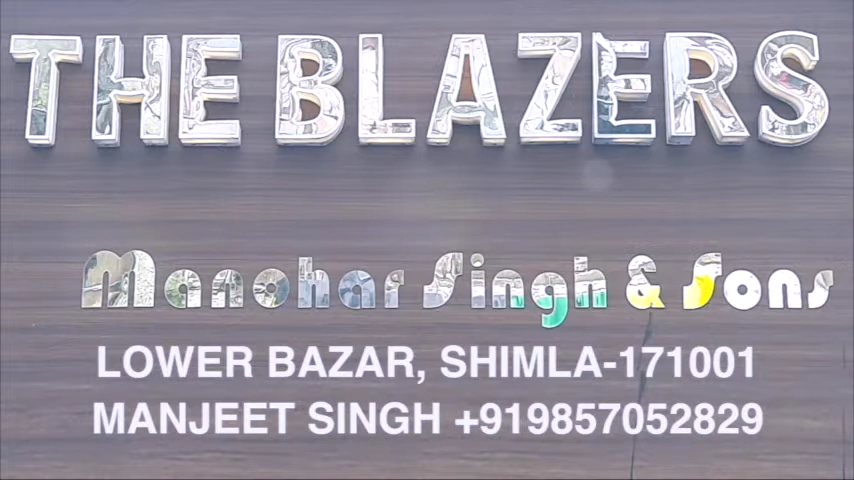 THE BLAZERS
Manohar Singh & Sons
LOWER BAZAR, SHIMLA-171001
MANJEET SINGH +919857052829